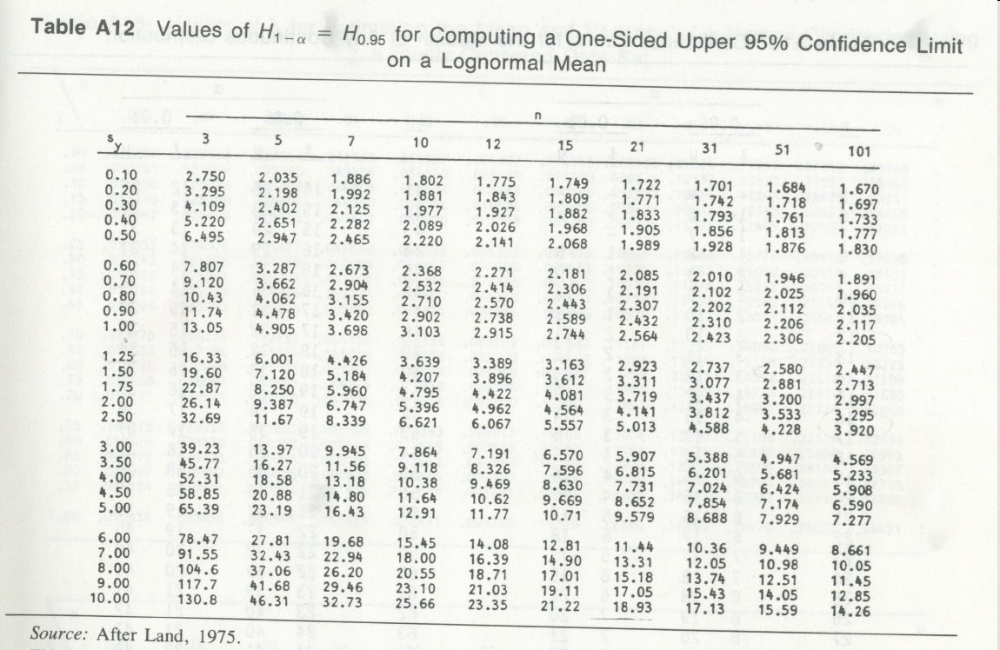 Table A12 Values of H1−α = H0.95 for Computing a One-Sided Upper 95% Confidence Limit
on a Lognormal Mean
n
sy 3 5 7 10 12 15 21 31 51 101
0.10 2.750 2.035 1.886 1.802 1.775 1.749 1.722 1.701 1.684 1.670
0.20 3.295 2.198 1.992 1.881 1.843 1.809 1.771 1.742 1.718 1.697
0.30 4.109 2.402 2.125 1.977 1.927 1.882 1.833 1.793 1.761 1.733
0.40 5.220 2.651 2.282 2.089 2.026 1.968 1.905 1.856 1.813 1.777
0.50 6.495 2.947 2.465 2.220 2.141 2.068 1.989 1.928 1.876 1.830
0.60 7.807 3.287 2.673 2.368 2.271 2.181 2.085 2.010 1.946 1.891
0.70 9.120 3.662 2.904 2.532 2.414 2.306 2.191 2.102 2.025 1.960
0.80 10.43 4.062 3.155 2.710 2.570 2.443 2.307 2.202 2.112 2.035
0.90 11.74 4.478 3.420 2.902 2.738 2.589 2.432 2.310 2.206 2.117
1.00 13.05 4.905 3.698 3.103 2.915 2.744 2.564 2.423 2.306 2.205
1.25 16.33 6.001 4.426 3.639 3.389 3.163 2.923 2.737 2.580 2.447
1.50 19.60 7.120 5.184 4.207 3.896 3.612 3.311 3.077 2.881 2.713
1.75 22.87 8.250 5.960 4.795 4.422 4.081 3.719 3.437 3.200 2.997
2.00 26.14 9.387 6.747 5.396 4.962 4.564 4.141 3.812 3.533 3.295
2.50 32.69 11.67 8.339 6.621 6.067 5.557 5.013 4.588 4.228 3.920
3.00 39.23 13.97 9.945 7.864 7.191 6.570 5.907 5.388 4.947 4.569
3.50 45.77 16.27 11.56 9.118 8.326 7.596 6.815 6.201 5.681 5.233
4.00 52.31 18.58 13.18 10.38 9.469 8.630 7.731 7.024 6.424 5.908
4.50 58.85 20.88 14.80 11.64 10.62 9.669 8.652 7.854 7.174 6.590
5.00 65.39 23.19 16.43 12.91 11.77 10.71 9.579 8.688 7.929 7.277
6.00 78.47 27.81 19.68 15.45 14.08 12.81 11.44 10.36 9.449 8.661
7.00 91.55 32.43 22.94 18.00 16.39 14.90 13.31 12.05 10.98 10.05
8.00 104.6 37.06 26.20 20.55 18.71 17.01 15.18 13.74 12.51 11.45
9.00 117.7 41.68 29.46 23.10 21.03 19.11 17.05 15.43 14.05 12.85
10.00 130.8 46.31 32.73 25.66 23.35 21.22 18.93 17.13 15.59 14.26
Source: After Land, 1975.